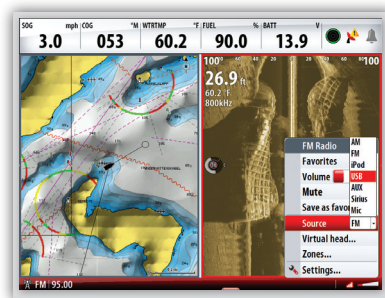 SOG mph COG °M WTRTMP °F FUEL % BATT V
3.0 053 60.2 90.0 13.9
26.9 ft
60.2 °F
800kHz
FM Radio
Favorites
Volume
Mute
Save as favo
Source FM
Virtual head...
Zones...
Settings...
AM
FM
iPod
USB
AUX
Sirius
Mic
FM 95.00